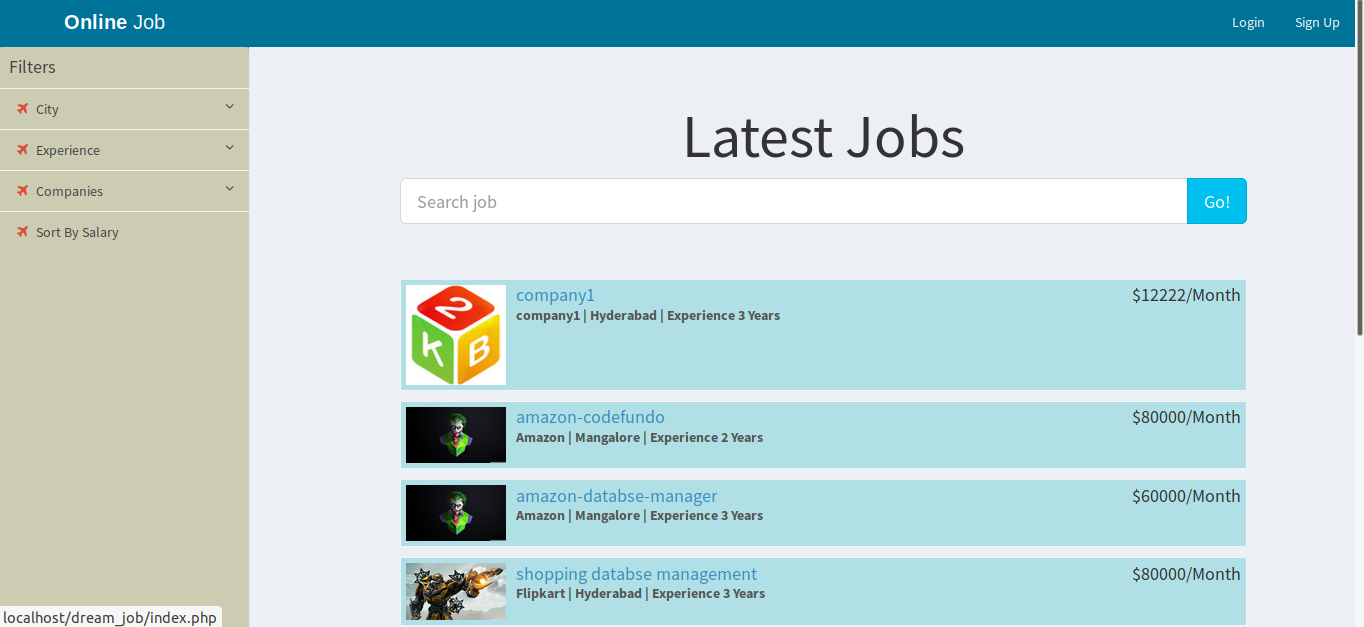 Online Job
Login
Sign Up
Filters
City
Experience
Companies
Sort By Salary
Latest Jobs
Search job
Go!
2
k B
company1
$12222/Month
company1 | Hyderabad | Experience 3 Years
amazon-codefundo
$80000/Month
Amazon | Mangalore | Experience 2 Years
amazon-databse-manager
$60000/Month
Amazon | Mangalore | Experience 3 Years
shopping databse management
$80000/Month
Flipkart | Hyderabad | Experience 3 Years
localhost/dream_job/index.php